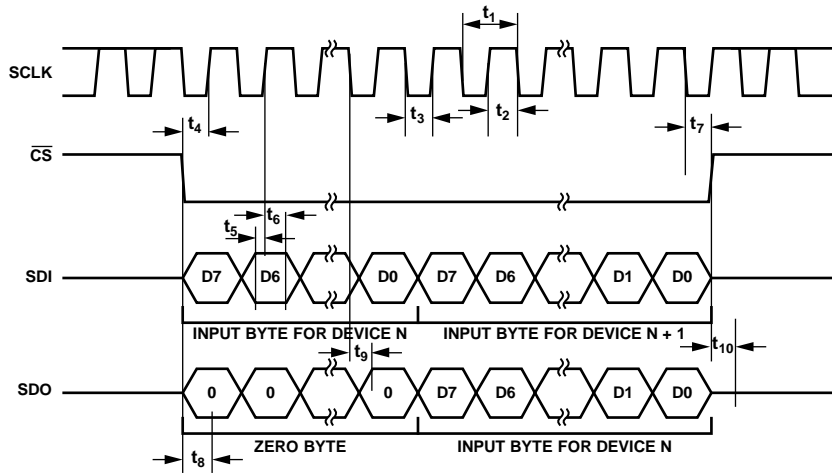 t1
SCLK
t4
t3
t2
t7
CS
t6
t5
SDI
D7 D6 D0 D7 D6 D1 D0
INPUT BYTE FOR DEVICE N INPUT BYTE FOR DEVICE N + 1
t9
t10
SDO
0 0 0 D7 D6 D1 D0
ZERO BYTE INPUT BYTE FOR DEVICE N
t8